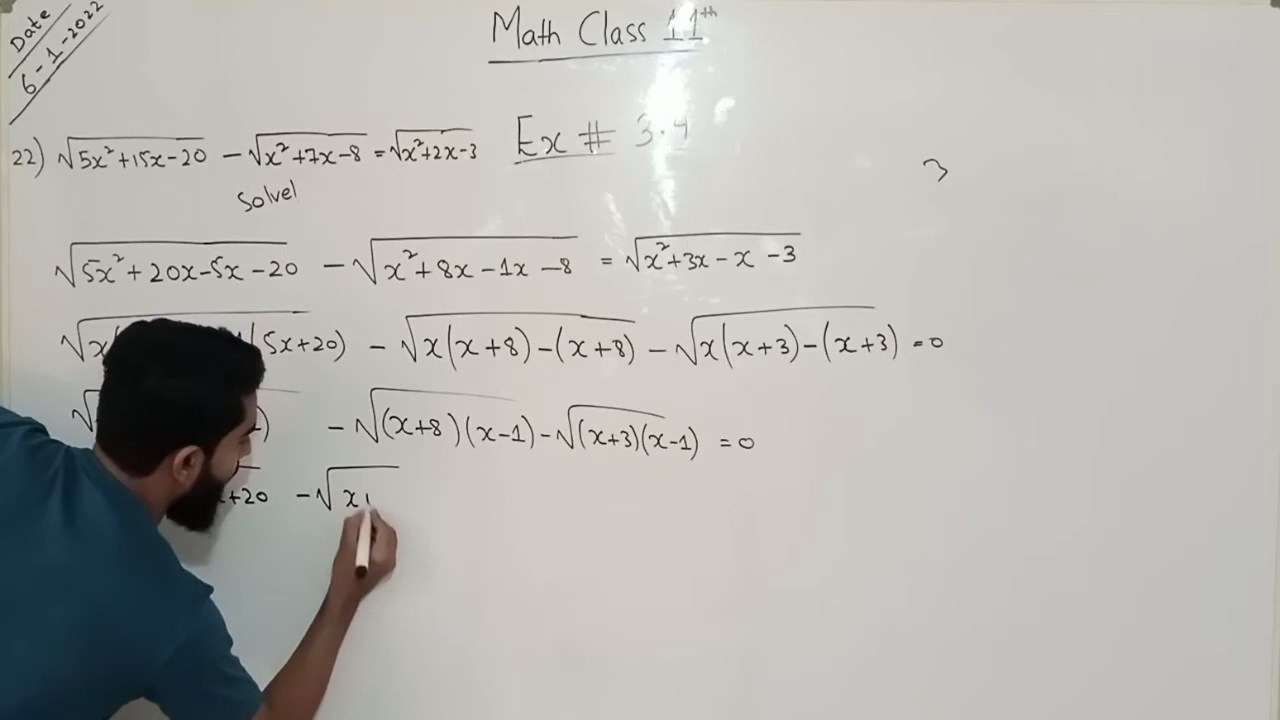 Date
6-1-2022
Math Class 11th
Ex # 3.4
22) √5x²+15x-20 - √x²+7x-8 = √x²+2x-3
Solve
3
√5x²+20x-5x-20 - √x²+8x-1x-8 = √x²+3x-x-3
√x( (5x+20) - √x(x+8)-(x+8) - √x(x+3)-(x+3) = 0
√ ) - √(x+8)(x-1) - √(x+3)(x-1) = 0
+20 - √x